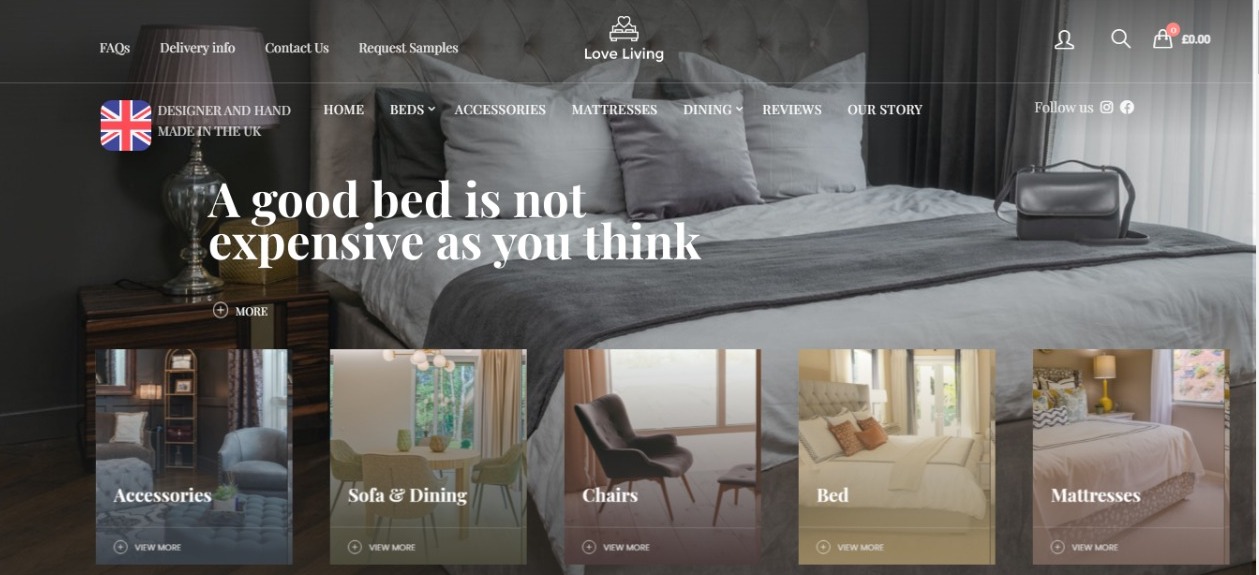 FAQs
Delivery info
Contact Us
Request Samples
Love Living
0
£0.00
DESIGNER AND HAND
MADE IN THE UK
HOME
BEDS
ACCESSORIES
MATTRESSES
DINING
REVIEWS
OUR STORY
Follow us
A good bed is not
expensive as you think
MORE
Accessories
VIEW MORE
Sofa & Dining
VIEW MORE
Chairs
VIEW MORE
Bed
VIEW MORE
Mattresses
VIEW MORE